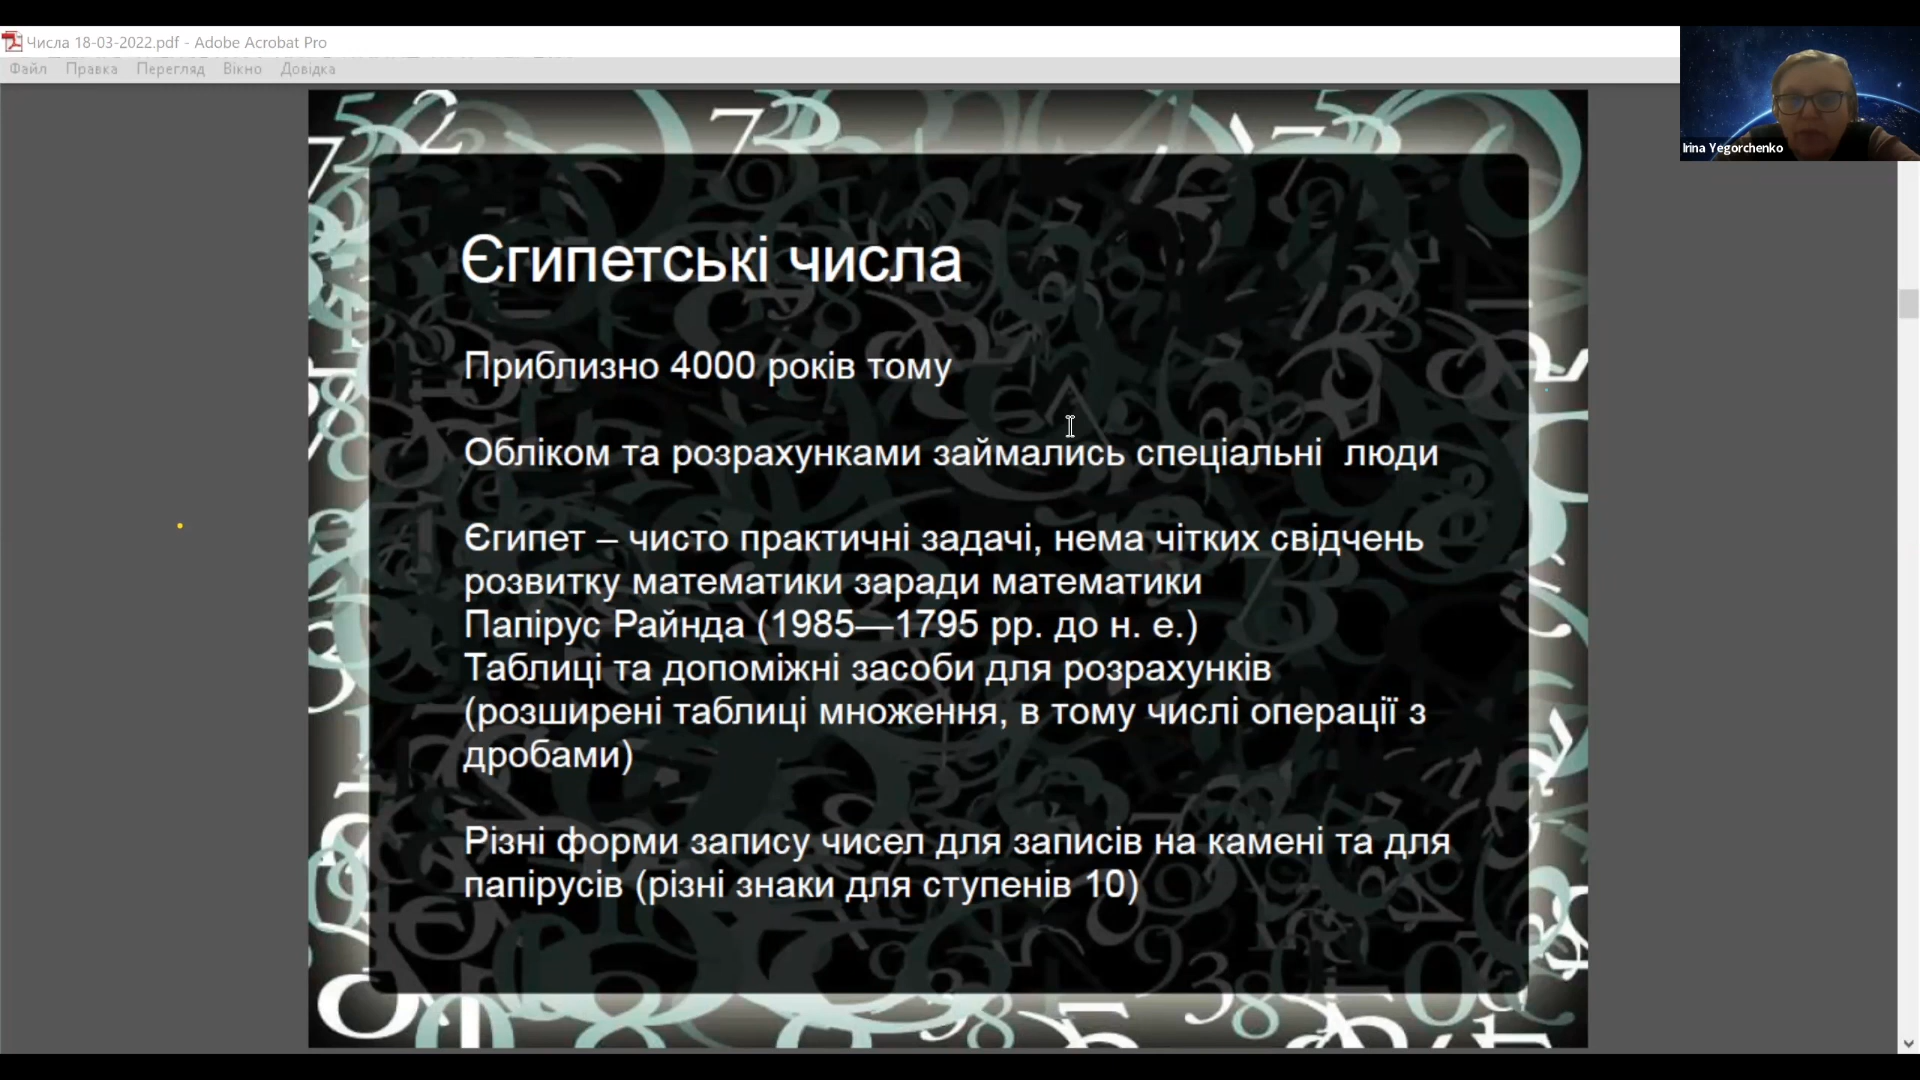 Числа 18-03-2022.pdf - Adobe Acrobat Pro
Файл Правка Перегляд Вікно Довідка
Irina Yegorchenko
Єгипетські числа
Приблизно 4000 років тому
Обліком та розрахунками займались спеціальні люди
Єгипет – чисто практичні задачі, нема чітких свідчень
розвитку математики заради математики
Папірус Райнда (1985—1795 рр. до н. е.)
Таблиці та допоміжні засоби для розрахунків
(розширені таблиці множення, в тому числі операції з
дробами)
Різні форми запису чисел для записів на камені та для
папірусів (різні знаки для ступенів 10)